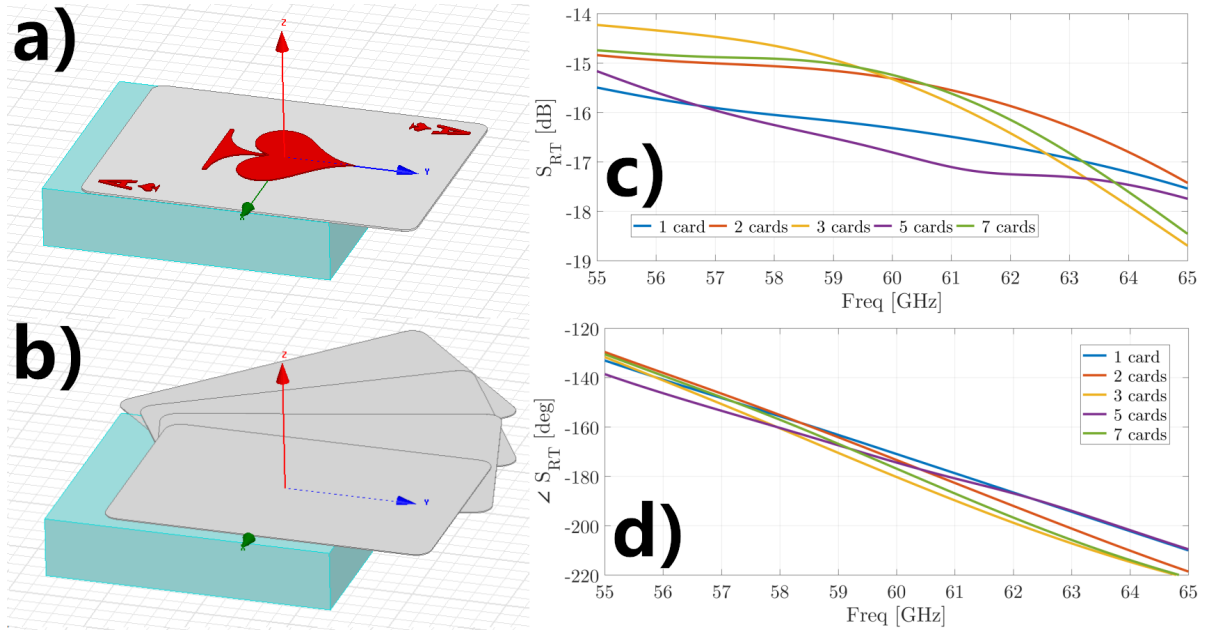 a)
Z
A
A
Y
X
b)
Z
Y
X
c)
-14
-15
-16
-17
-18
-19
S_RT [dB]
1 card 2 cards 3 cards 5 cards 7 cards
55 56 57 58 59 60 61 62 63 64 65
Freq [GHz]
d)
-120
-140
-160
-180
-200
-220
∠ S_RT [deg]
1 card
2 cards
3 cards
5 cards
7 cards
55 56 57 58 59 60 61 62 63 64 65
Freq [GHz]